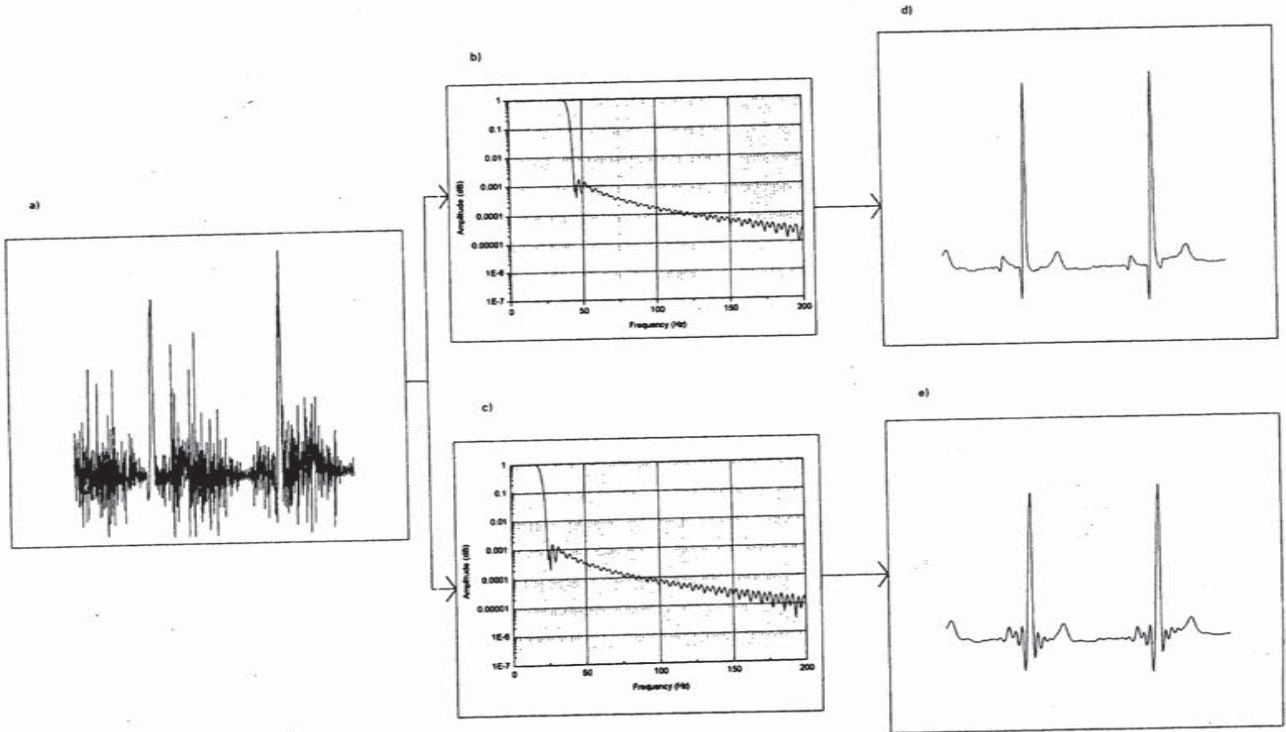 a)
b)
1
0.1
0.01
0.001
0.0001
0.00001
1E-6
1E-7
0 50 100 150 200
Amplitude (dB)
Frequency (Hz)
c)
1
0.1
0.01
0.001
0.0001
0.00001
1E-6
1E-7
0 50 100 150 200
Amplitude (dB)
Frequency (Hz)
d)
e)